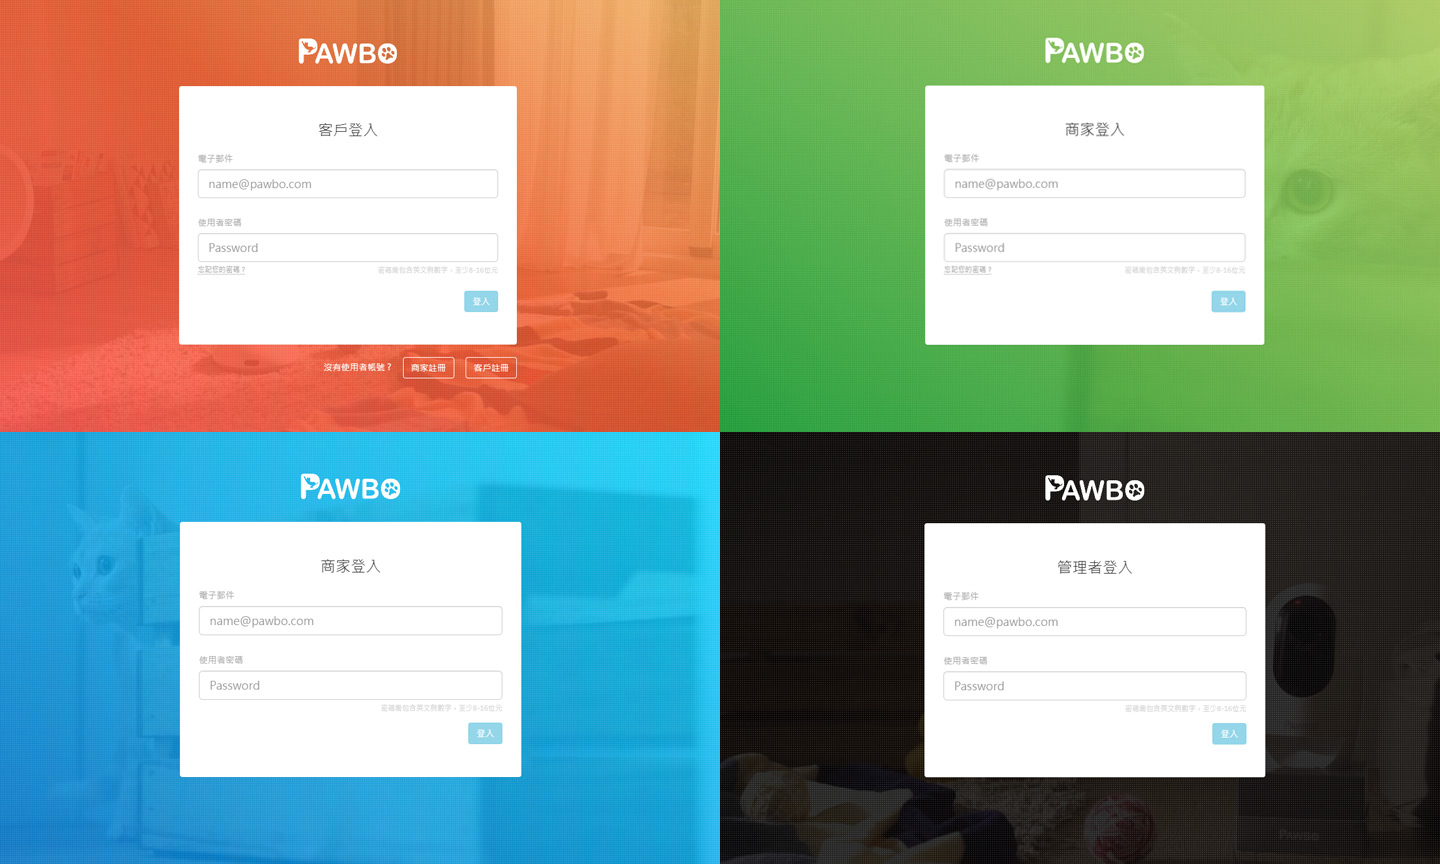 PAWBO
客戶登入
電子郵件
name@pawbo.com
使用者密碼
Password
忘記您的密碼？
密碼需包含英文與數字，至少8-16位元
登入
沒有使用者帳號？ 商家註冊 客戶註冊
PAWBO
商家登入
電子郵件
name@pawbo.com
使用者密碼
Password
忘記您的密碼？
密碼需包含英文與數字，至少8-16位元
登入
PAWBO
商家登入
電子郵件
name@pawbo.com
使用者密碼
Password
密碼需包含英文與數字，至少8-16位元
登入
PAWBO
管理者登入
電子郵件
name@pawbo.com
使用者密碼
Password
密碼需包含英文與數字，至少8-16位元
登入
Pawbo